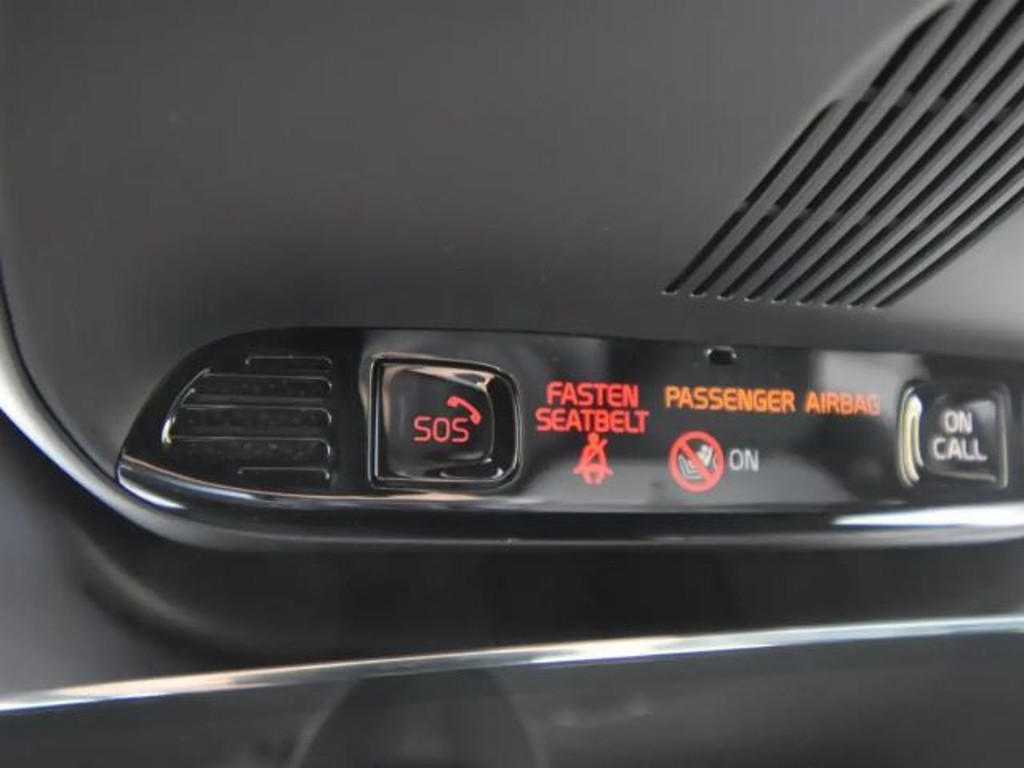 SOS
FASTEN
SEATBELT
PASSENGER AIRBAG
ON
ON
CALL